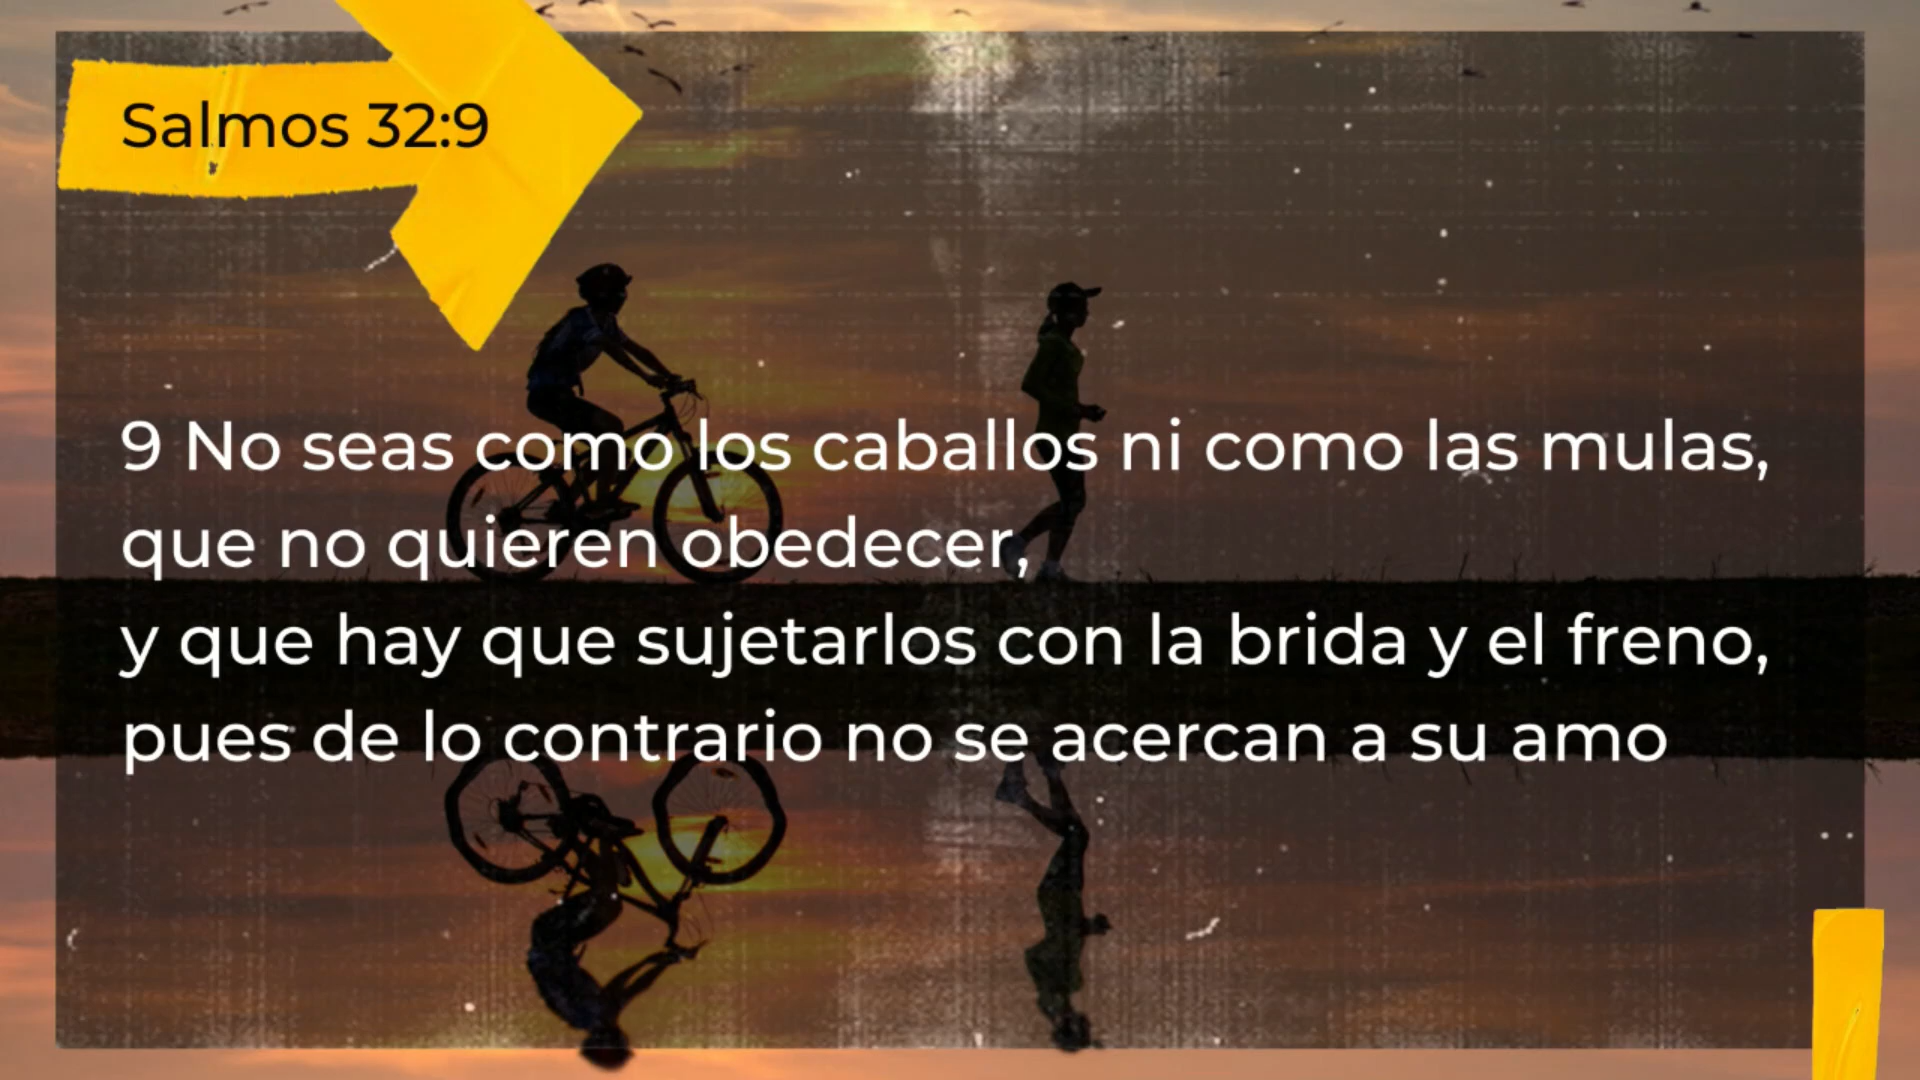 Salmos 32:9
9 No seas como los caballos ni como las mulas,
que no quieren obedecer,
y que hay que sujetarlos con la brida y el freno,
pues de lo contrario no se acercan a su amo